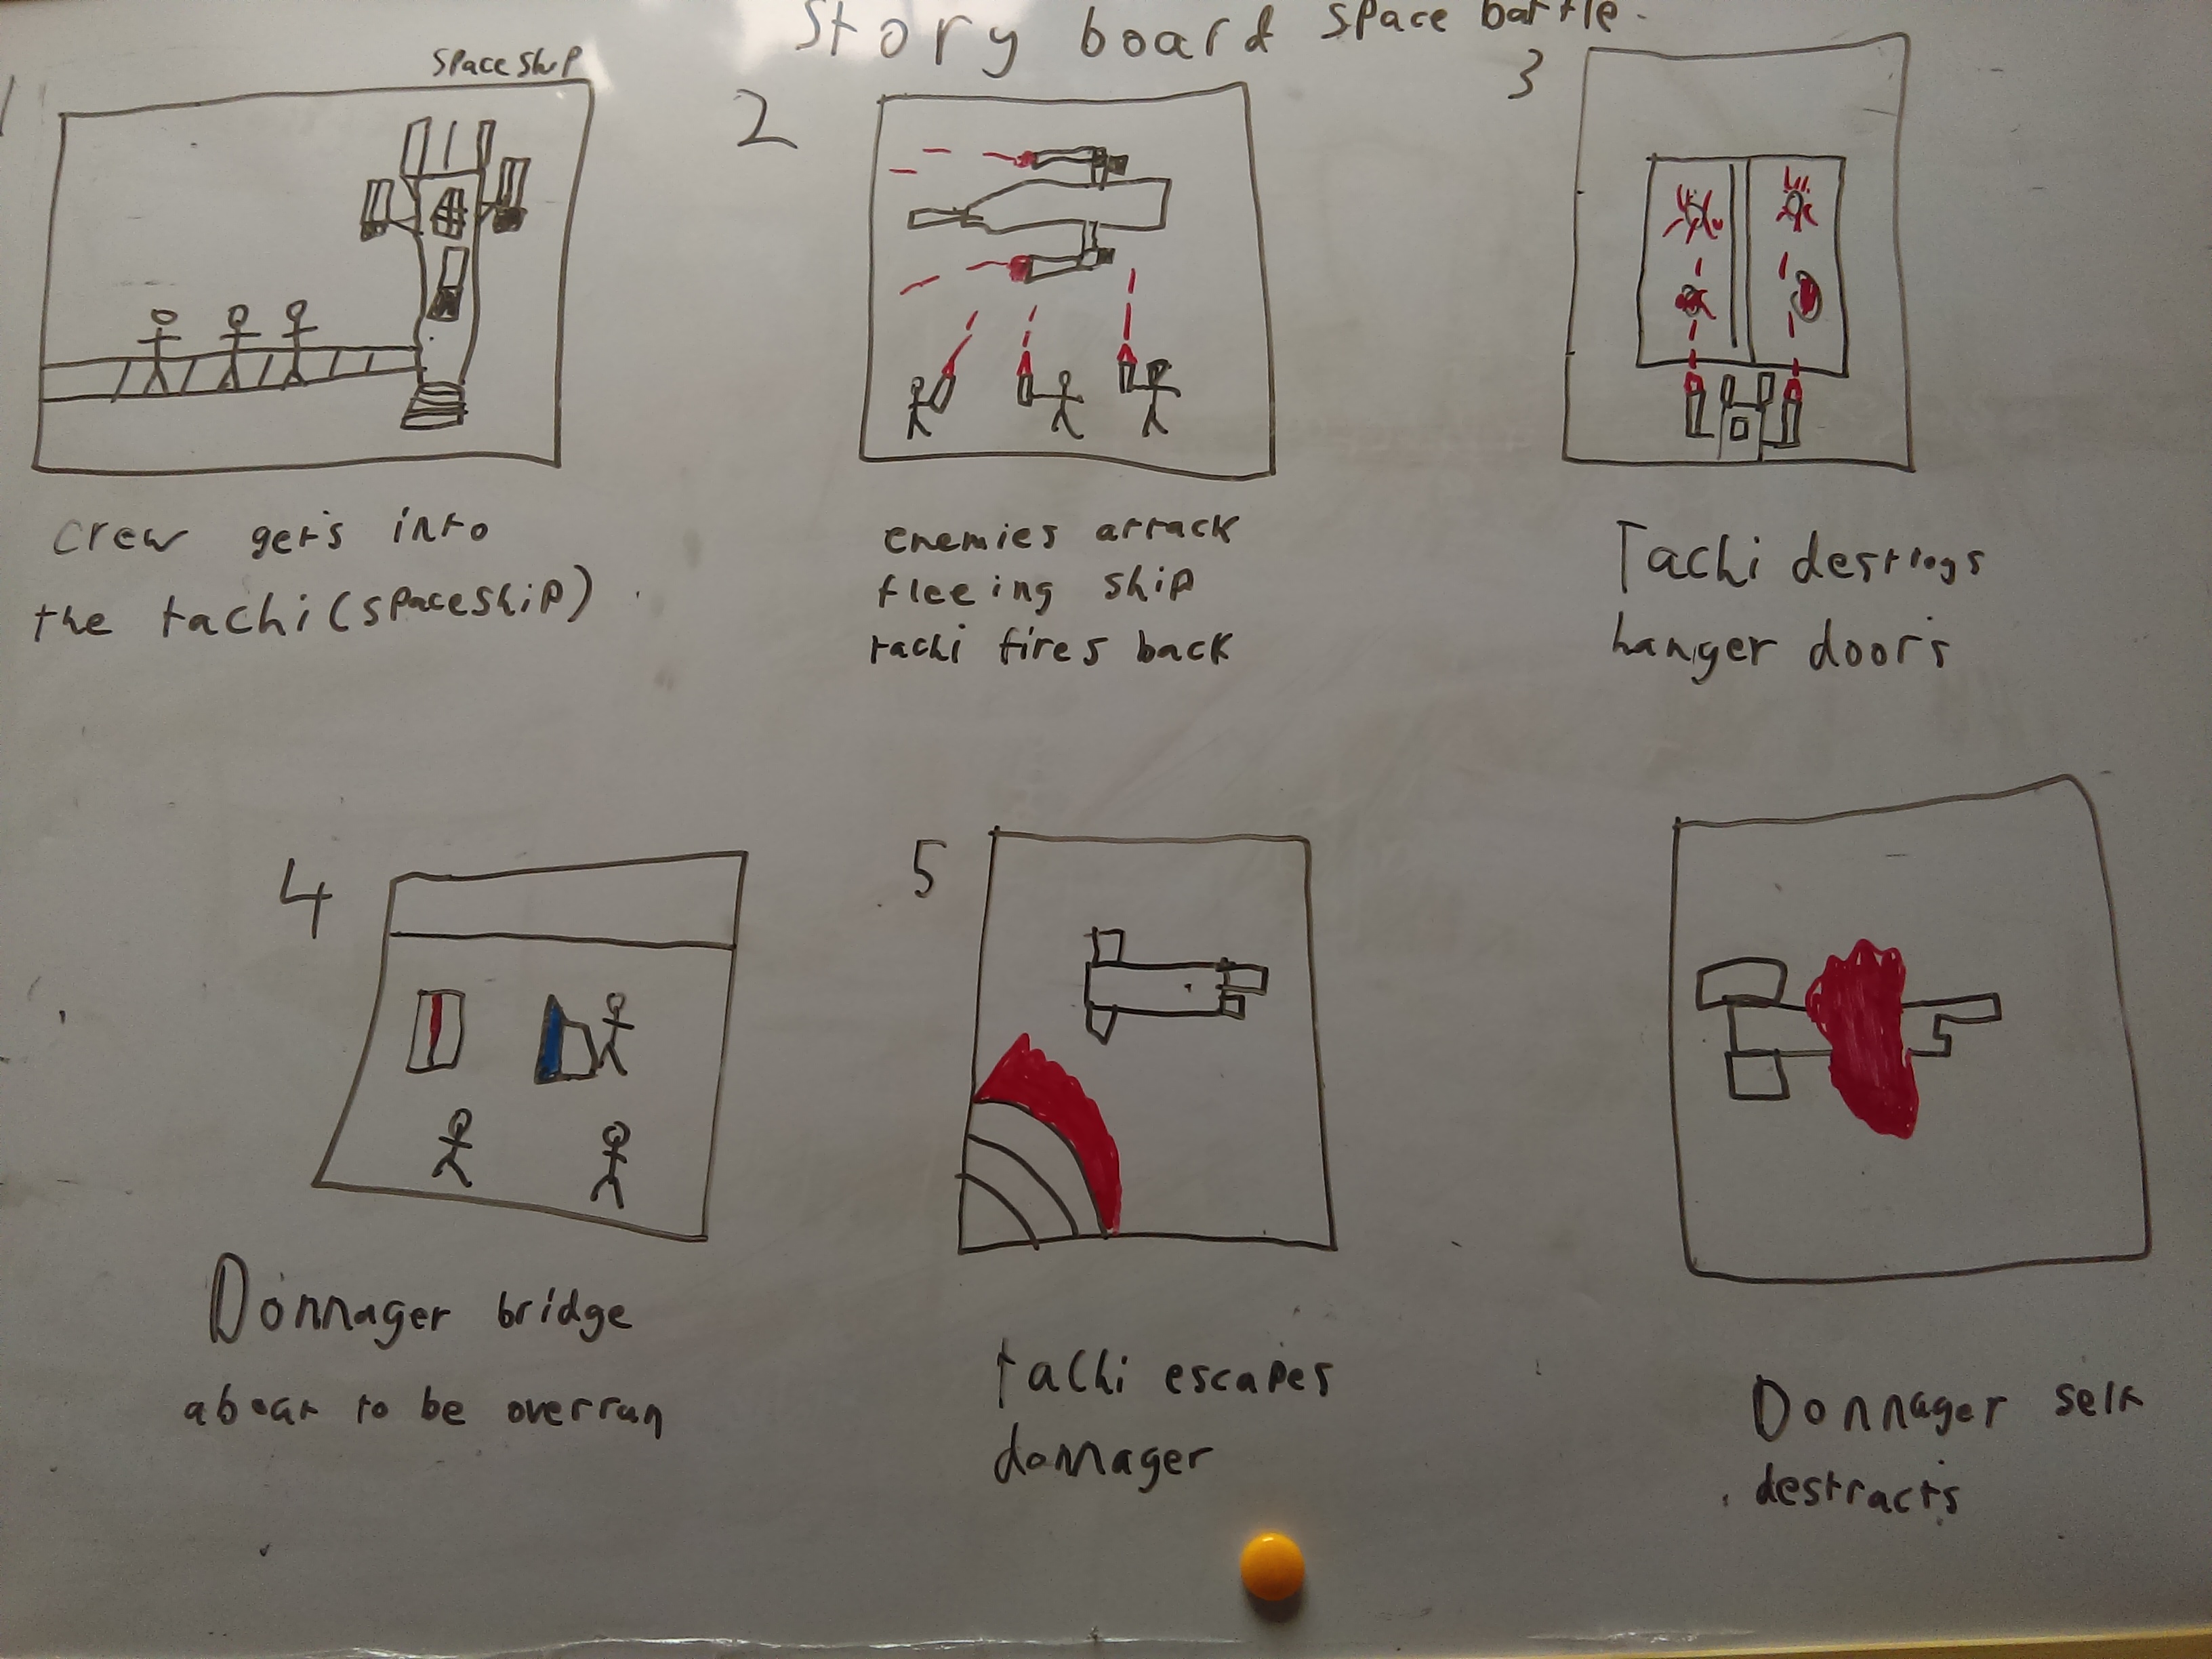 Story board space battle.
1
spaceship
crew gets into
the tachi (spaceship)
2
enemies attack
fleeing ship
tachi fires back
3
Tachi destroys
hanger doors
4
Donnager bridge
about to be overrun
5
tachi escapes
donnager
Donnager self
destructs